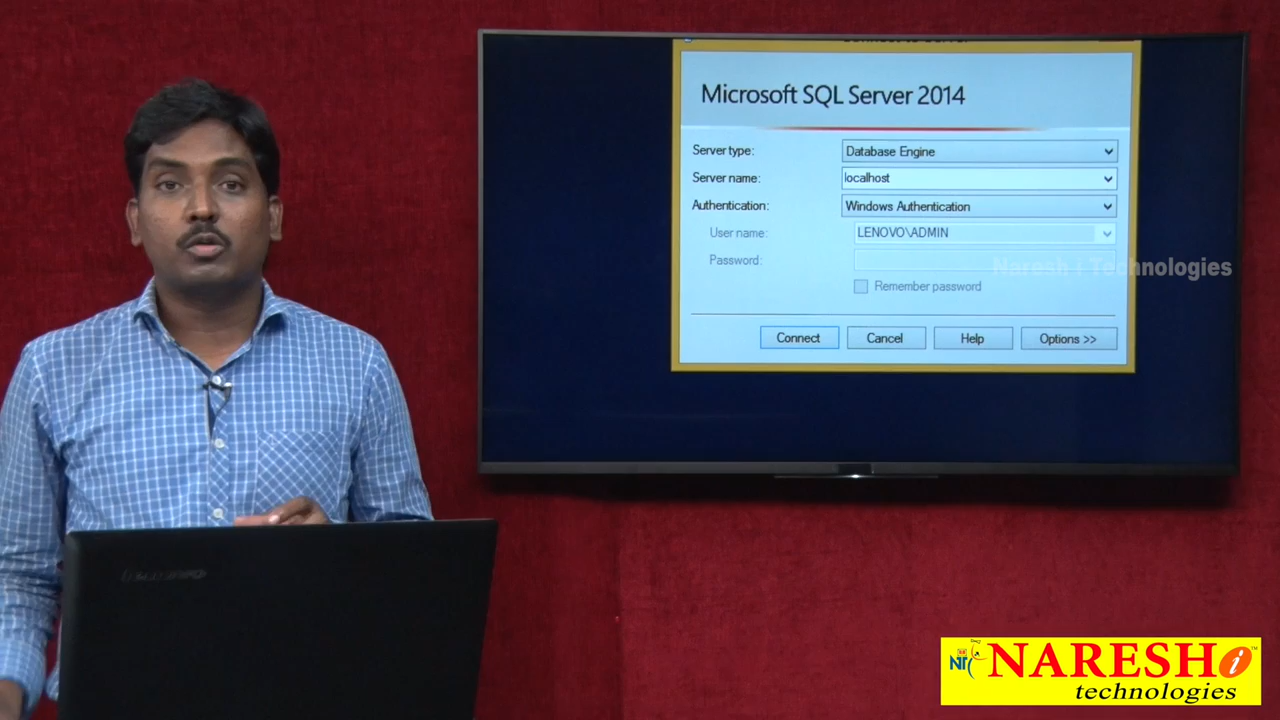 Microsoft SQL Server 2014
Server type: Database Engine
Server name: localhost
Authentication: Windows Authentication
User name: LENOVO\ADMIN
Password:
Naresh i Technologies
Remember password
Connect Cancel Help Options >>
NARESH i ™
technologies